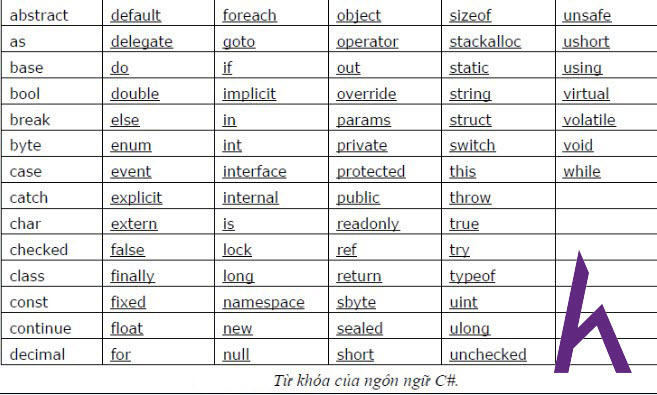 abstract default foreach object sizeof unsafe
as delegate goto operator stackalloc ushort
base do if out static using
bool double implicit override string virtual
break else in params struct volatile
byte enum int private switch void
case event interface protected this while
catch explicit internal public throw
char extern is readonly true
checked false lock ref try
class finally long return typeof
const fixed namespace sbyte uint
continue float new sealed ulong
decimal for null short unchecked
Từ khóa của ngôn ngữ C#.